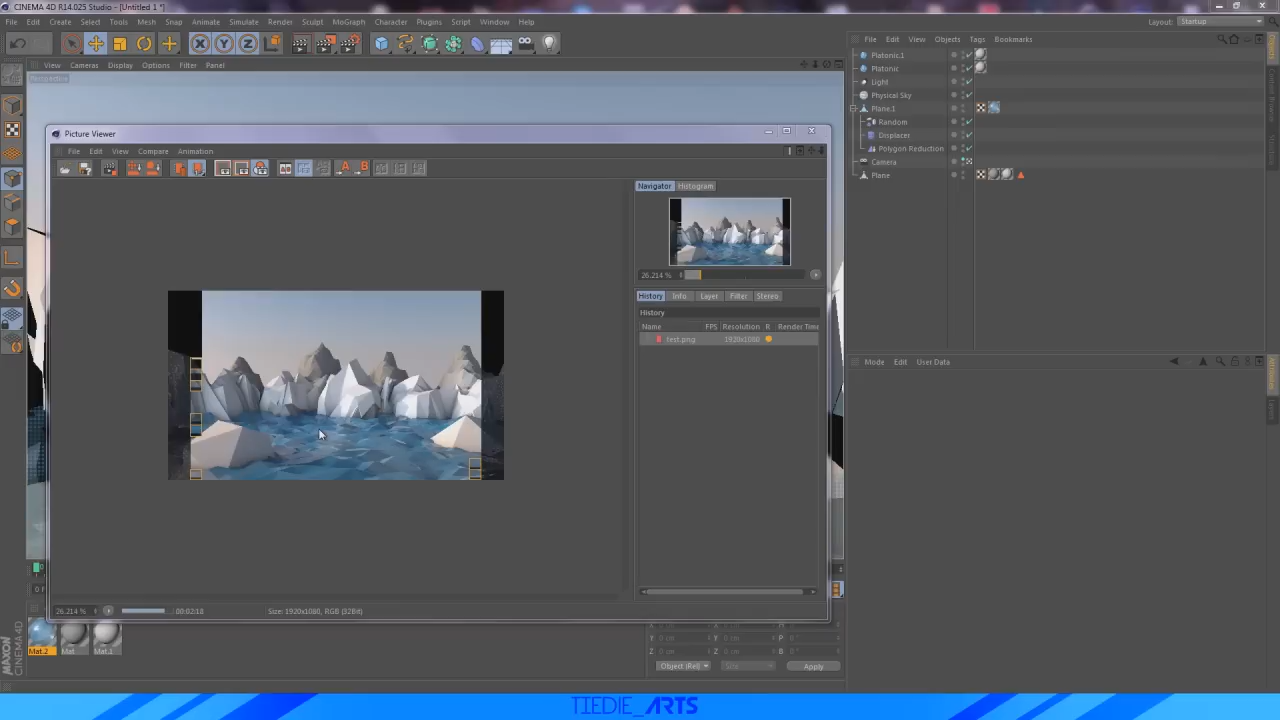 CINEMA 4D R14.025 Studio - [Untitled 1 *]
File Edit Create Select Tools Mesh Snap Animate Simulate Render Sculpt MoGraph Character Plugins Script Window Help
Layout: Startup
X Y Z
View Cameras Display Options Filter Panel
Perspective
File Edit View Objects Tags Bookmarks
Platonic.1
Platonic
Light
Physical Sky
Plane.1
Random
Displacer
Polygon Reduction
Camera
Plane
Picture Viewer
File Edit View Compare Animation
A B
Navigator Histogram
26.214 %
History Info Layer Filter Stereo
History
Name FPS Resolution R Render Time
test.png 1920x1080
Mode Edit User Data
26.214 % 00:02:18 Size: 1920x1080, RGB (32Bit)
Mat.2 Mat Mat.1
Object (Rel) Size Apply
MAXON
CINEMA 4D
TIEDIE_ARTS